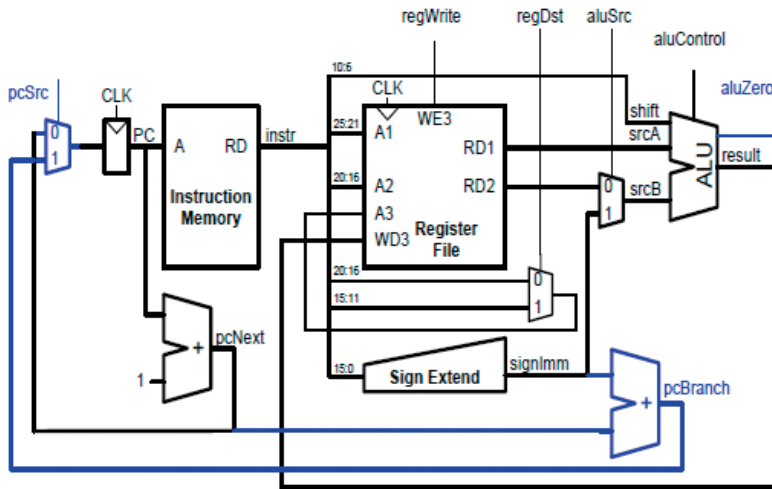 regWrite regDst aluSrc
aluControl
pcSrc CLK 10:6 CLK aluZero
0 PC 25:21 WE3 shift
1 A RD instr A1 RD1 srcA
ALU result
Instruction 20:16 A2 RD2 0 srcB
Memory A3 Register 1
WD3 File
20:16 0
15:11 1
pcNext
+
1 15:0 Sign Extend signImm
pcBranch
+